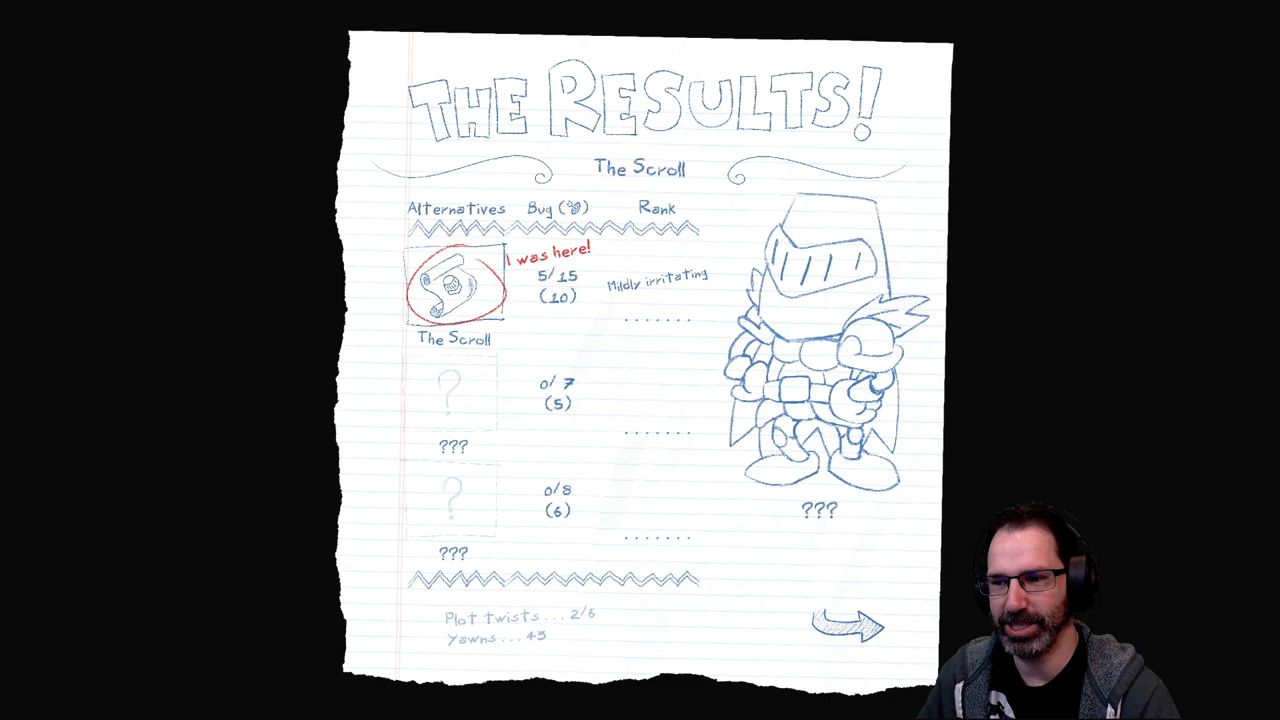 THE RESULTS!
The Scroll
Alternatives Bug ( ) Rank
I was here!
5/15 Mildly irritating
(10)
.......
The Scroll
?
0/7
(5)
.......
???
?
0/8
(6)
.......
???
???
Plot twists ... 2/6
Yawns ... 43